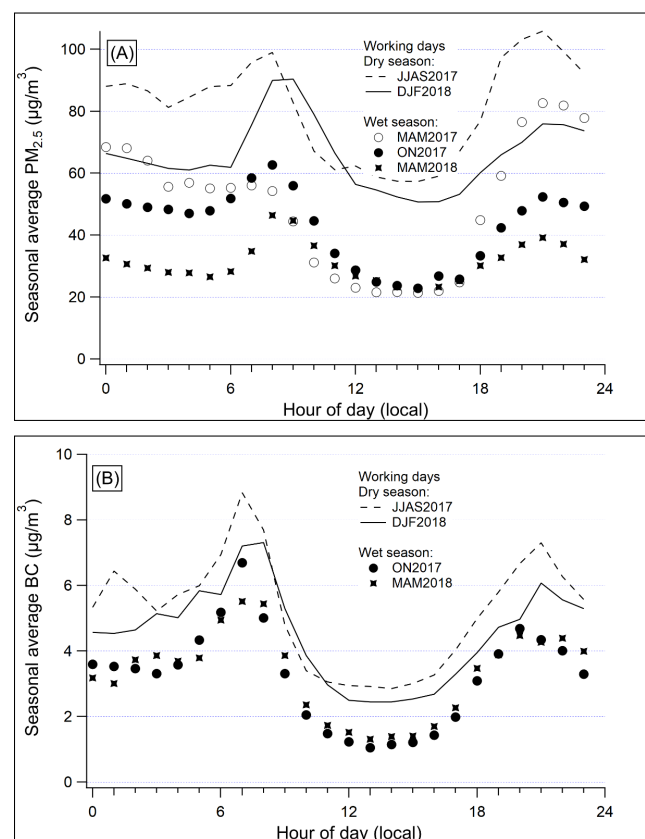 (A)
Working days
Dry season:
JJAS2017
DJF2018
Wet season:
MAM2017
ON2017
MAM2018
Seasonal average PM2.5 (µg/m³)
100
80
60
40
20
0
0
6
12
18
24
Hour of day (local)
(B)
Working days
Dry season:
JJAS2017
DJF2018
Wet season:
ON2017
MAM2018
Seasonal average BC (µg/m³)
10
8
6
4
2
0
0
6
12
18
24
Hour of day (local)